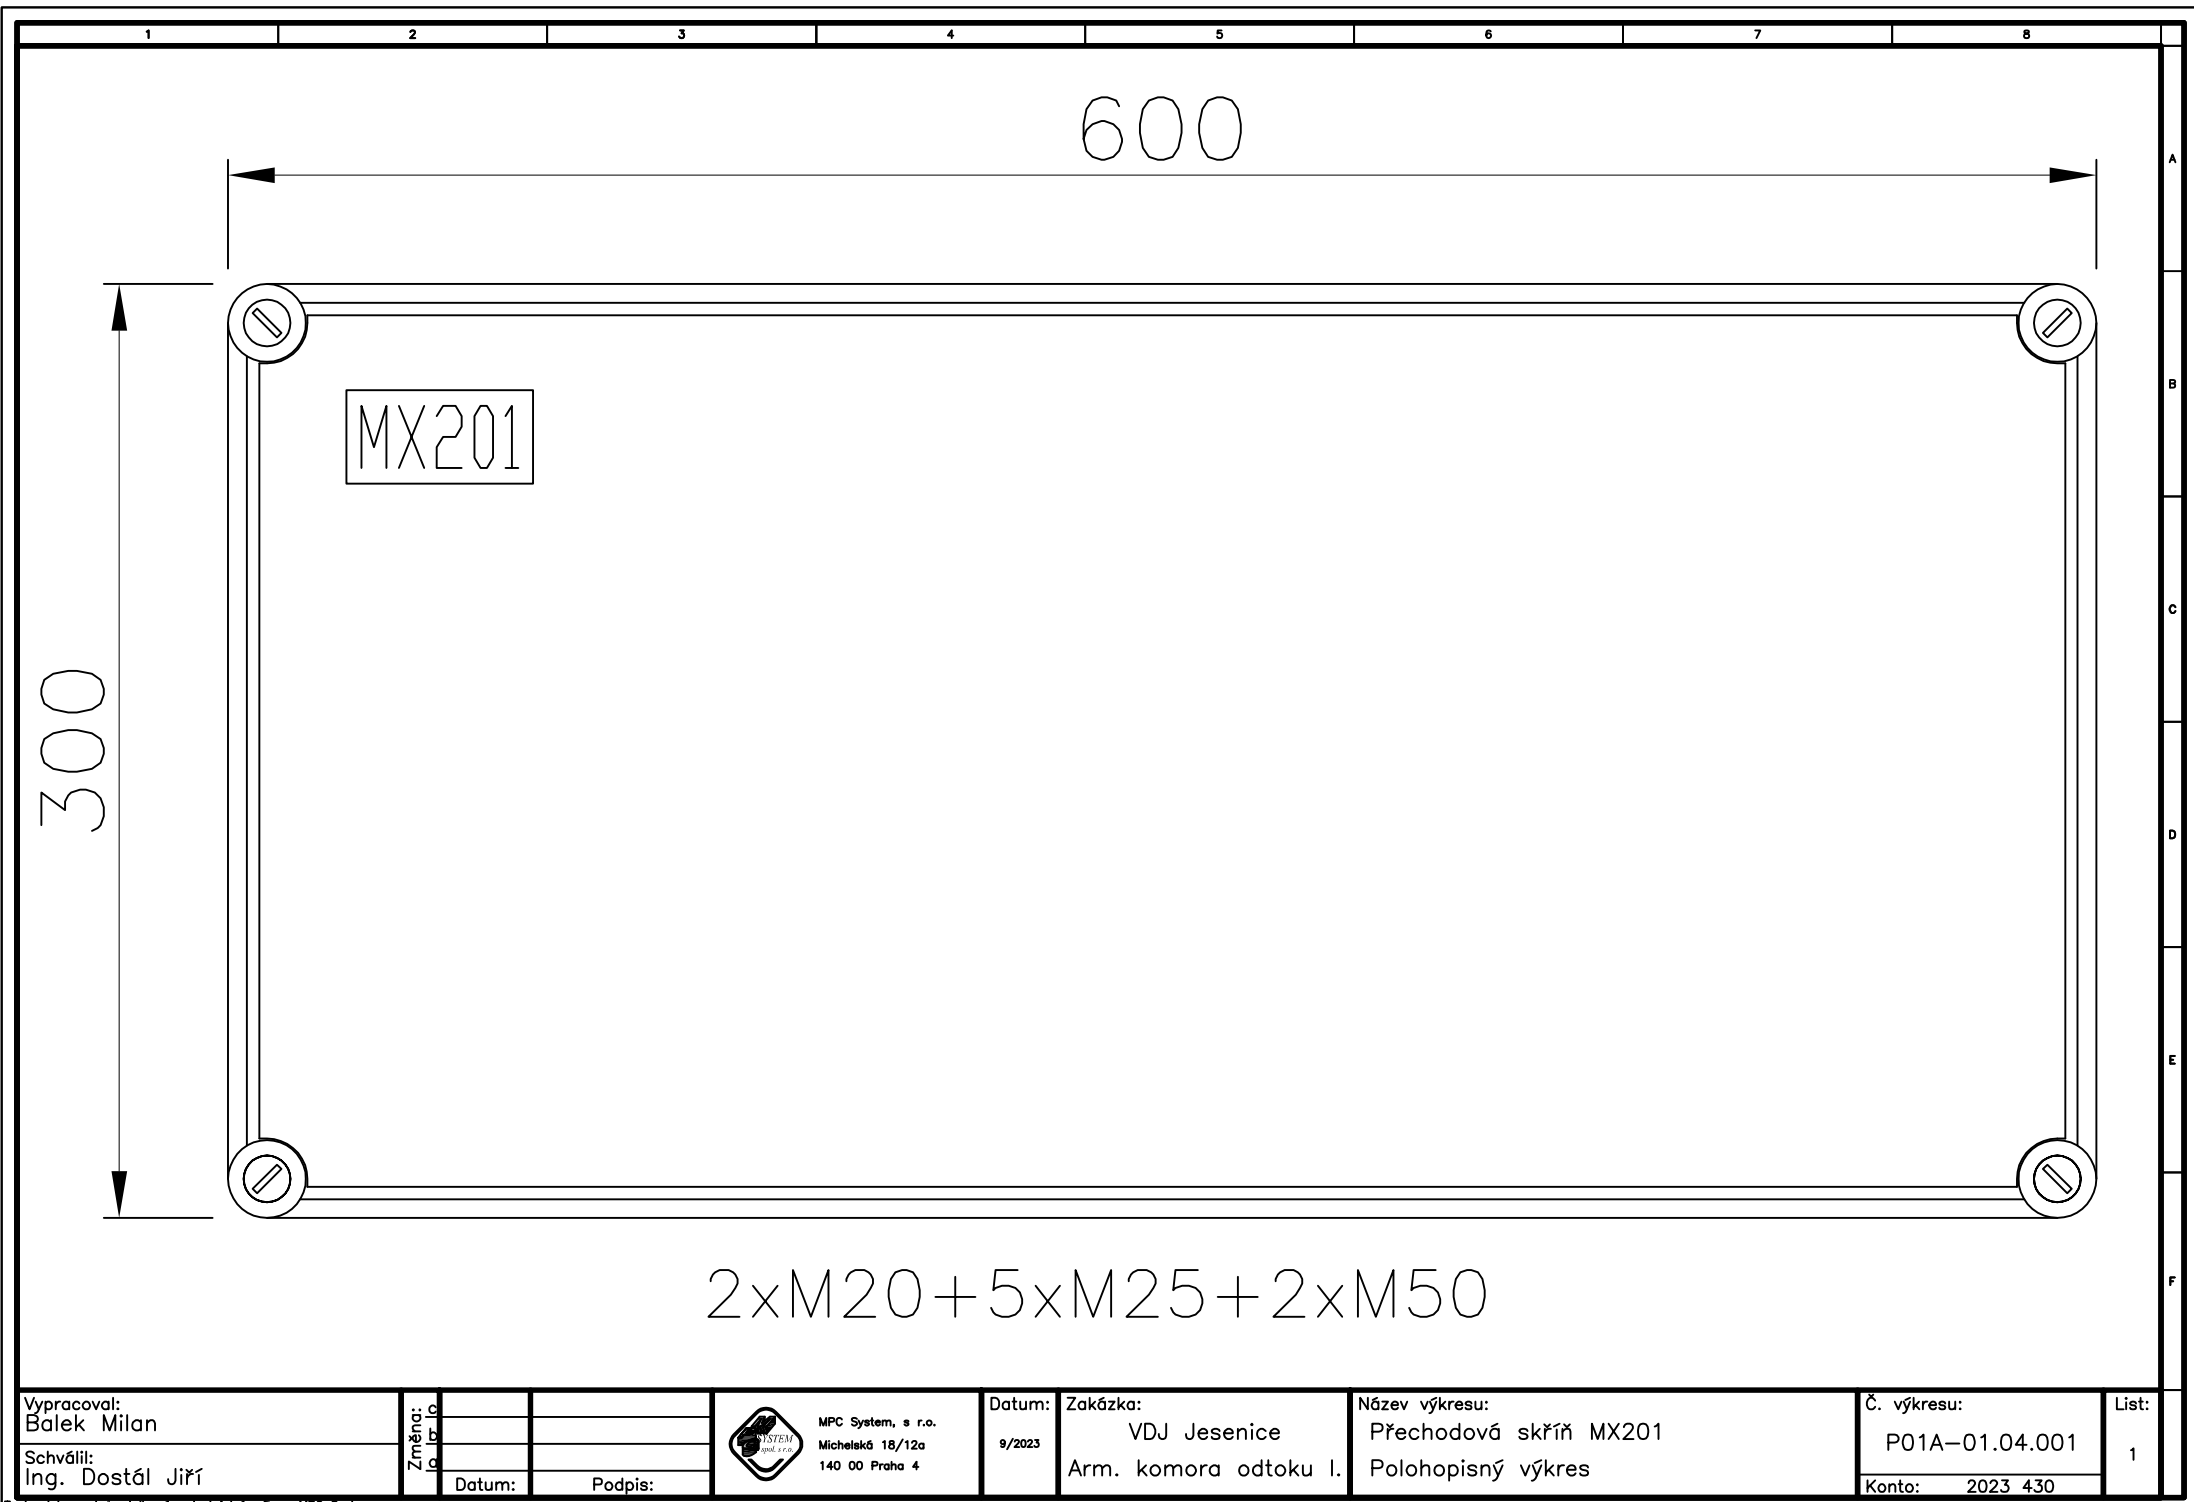 1 2 3 4 5 6 7 8
600
A
B
MX201
C
300
D
E
2xM20+5xM25+2xM50
F
Vypracoval:
Balek Milan
Schválil:
Ing. Dostál Jiří
Změna:
c
b
a
Datum:
Podpis:
SYSTEM
spol. s r.o.
MPC System, s r.o.
Michelská 18/12a
140 00 Praha 4
Datum:
9/2023
Zakázka:
VDJ Jesenice
Arm. komora odtoku I.
Název výkresu:
Přechodová skříň MX201
Polohopisný výkres
Č. výkresu:
P01A-01.04.001
Konto: 2023 430
List:
1